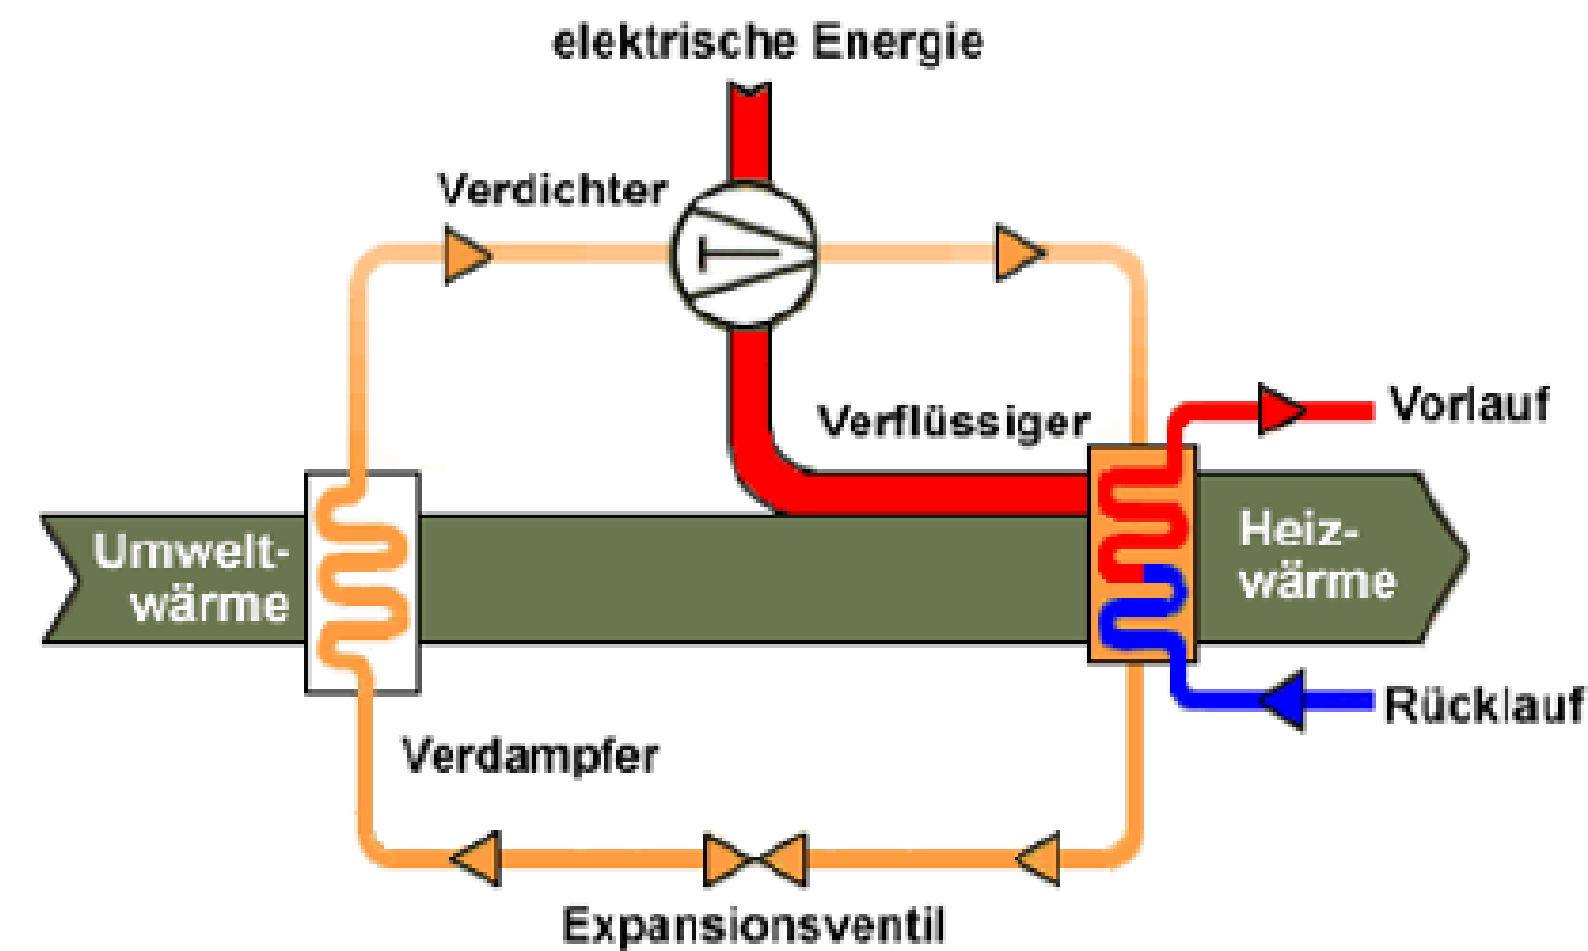 elektrische Energie
Verdichter
Verflüssiger
Vorlauf
Umwelt-
wärme
Heiz-
wärme
Rücklauf
Verdampfer
Expansionsventil